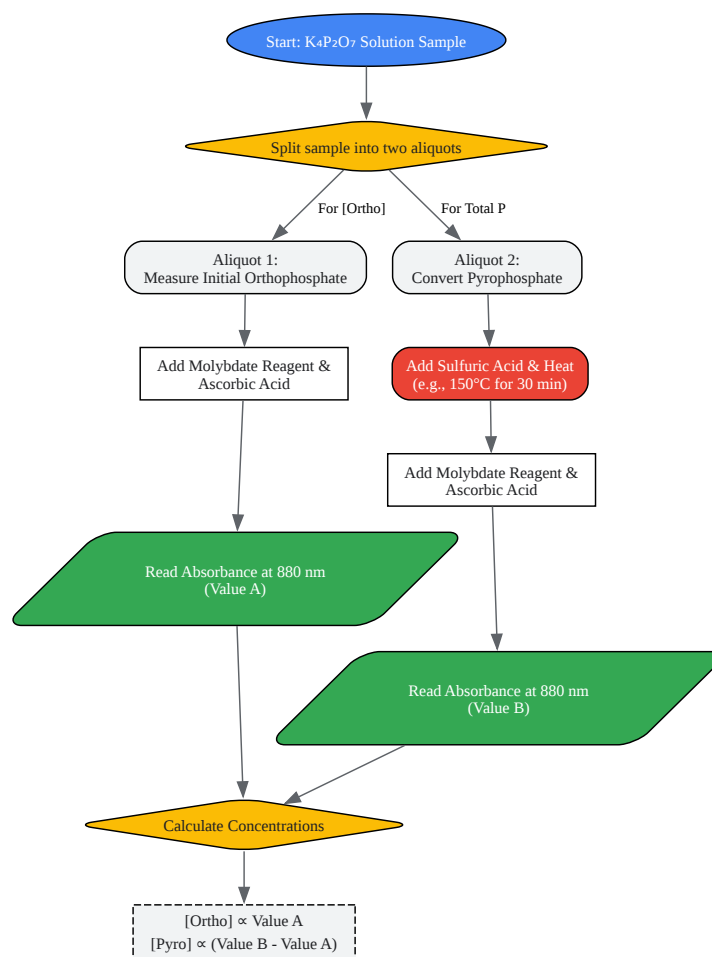 Start: K₄P₂O₇ Solution Sample
Split sample into two aliquots
For [Ortho]
For Total P
Aliquot 1:
Measure Initial Orthophosphate
Aliquot 2:
Convert Pyrophosphate
Add Molybdate Reagent &
Ascorbic Acid
Add Sulfuric Acid & Heat
(e.g., 150°C for 30 min)
Add Molybdate Reagent &
Ascorbic Acid
Read Absorbance at 880 nm
(Value A)
Read Absorbance at 880 nm
(Value B)
Calculate Concentrations
[Ortho] ∝ Value A
[Pyro] ∝ (Value B - Value A)